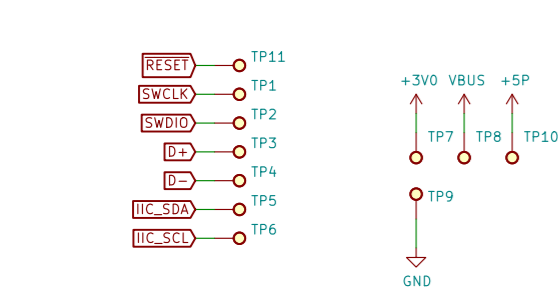 RESET TP11
SWCLK TP1
SWDIO TP2
D+ TP3
D- TP4
IIC_SDA TP5
IIC_SCL TP6
+3V0 VBUS +5P
TP7 TP8 TP10
TP9
GND